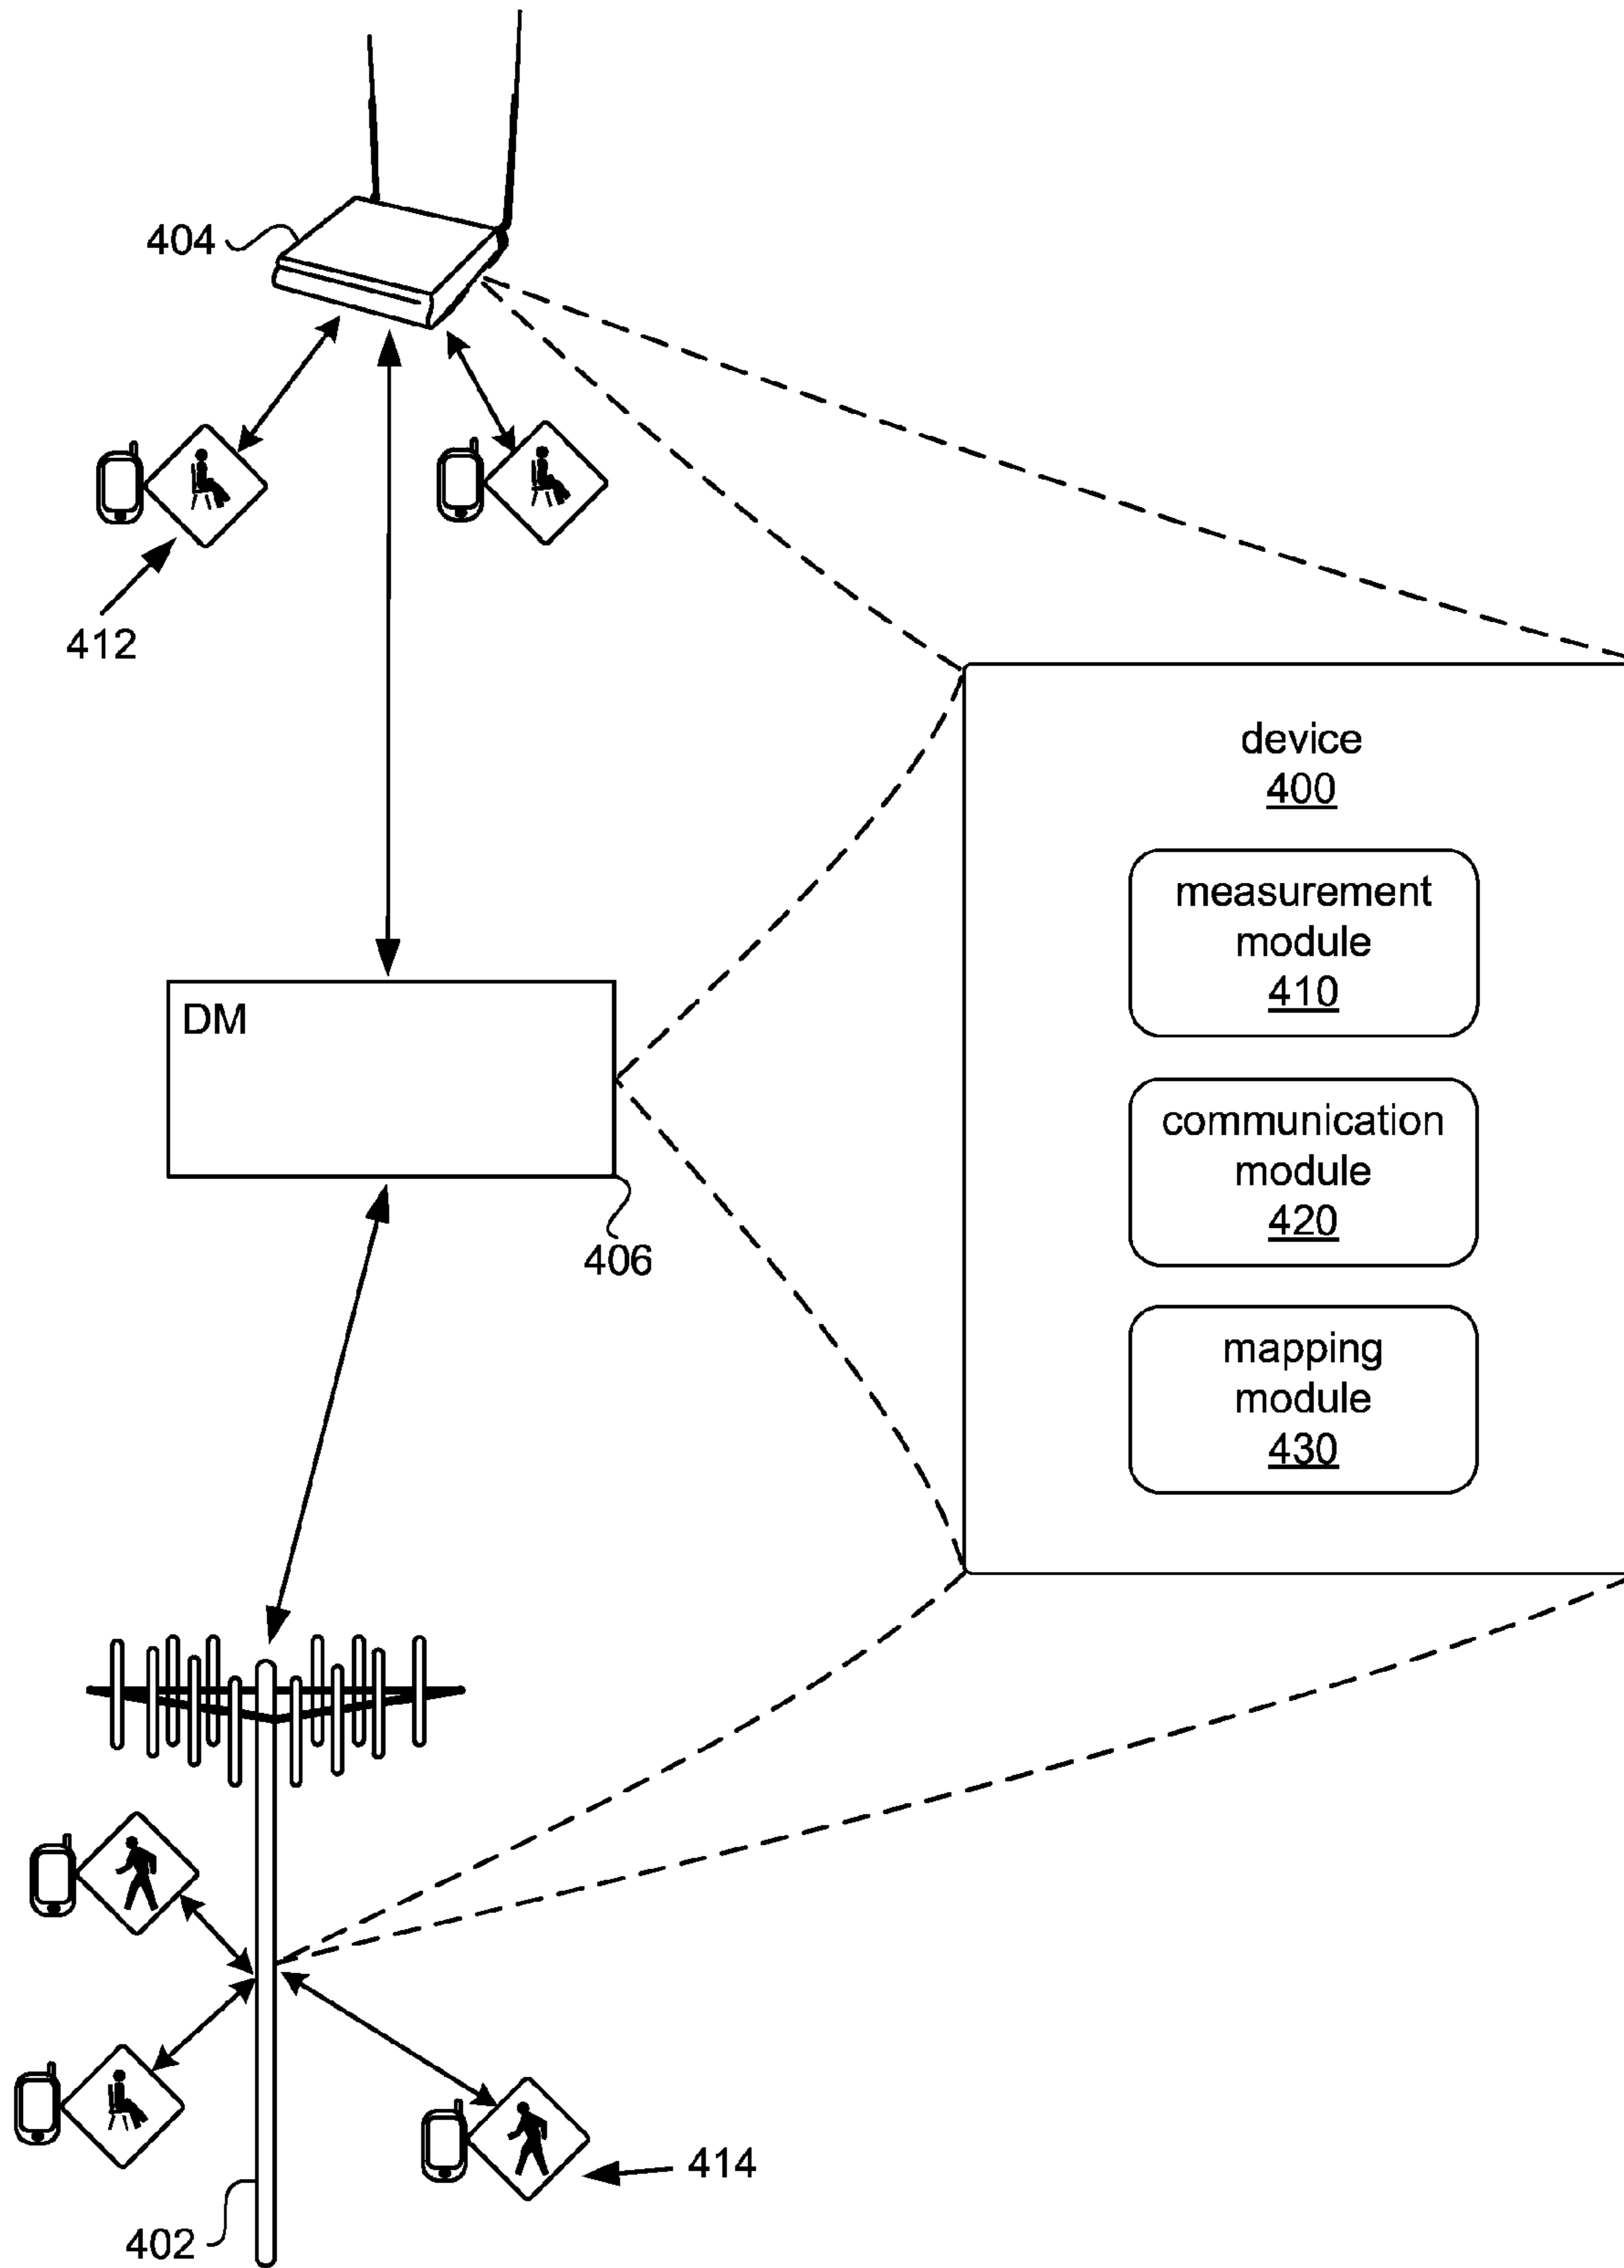 404
412
device
400
measurement
module
410
DM
communication
module
420
406
mapping
module
430
414
402